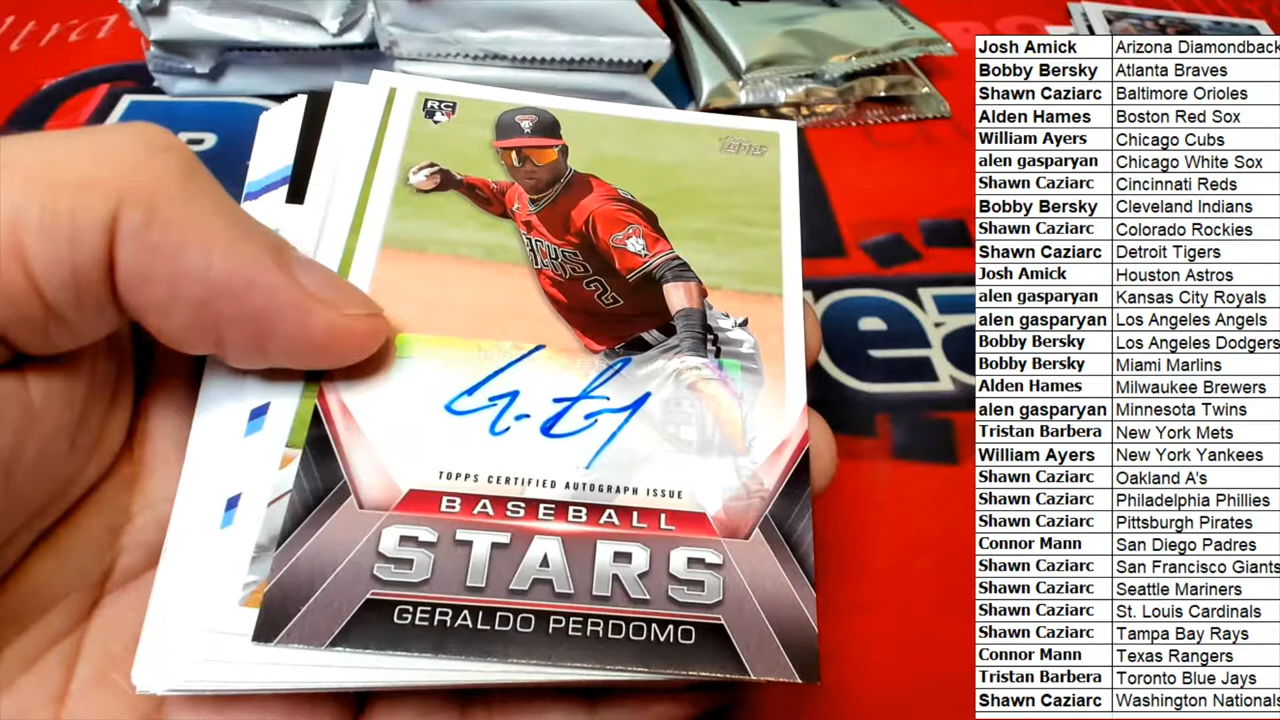 RC
Topps
2
TOPPS CERTIFIED AUTOGRAPH ISSUE
BASEBALL
STARS
GERALDO PERDOMO
Josh Amick Arizona Diamondback
Bobby Bersky Atlanta Braves
Shawn Caziarc Baltimore Orioles
Alden Hames Boston Red Sox
William Ayers Chicago Cubs
alen gasparyan Chicago White Sox
Shawn Caziarc Cincinnati Reds
Bobby Bersky Cleveland Indians
Shawn Caziarc Colorado Rockies
Shawn Caziarc Detroit Tigers
Josh Amick Houston Astros
alen gasparyan Kansas City Royals
alen gasparyan Los Angeles Angels
Bobby Bersky Los Angeles Dodgers
Bobby Bersky Miami Marlins
Alden Hames Milwaukee Brewers
alen gasparyan Minnesota Twins
Tristan Barbera New York Mets
William Ayers New York Yankees
Shawn Caziarc Oakland A's
Shawn Caziarc Philadelphia Phillies
Shawn Caziarc Pittsburgh Pirates
Connor Mann San Diego Padres
Shawn Caziarc San Francisco Giants
Shawn Caziarc Seattle Mariners
Shawn Caziarc St. Louis Cardinals
Shawn Caziarc Tampa Bay Rays
Connor Mann Texas Rangers
Tristan Barbera Toronto Blue Jays
Shawn Caziarc Washington Nationals